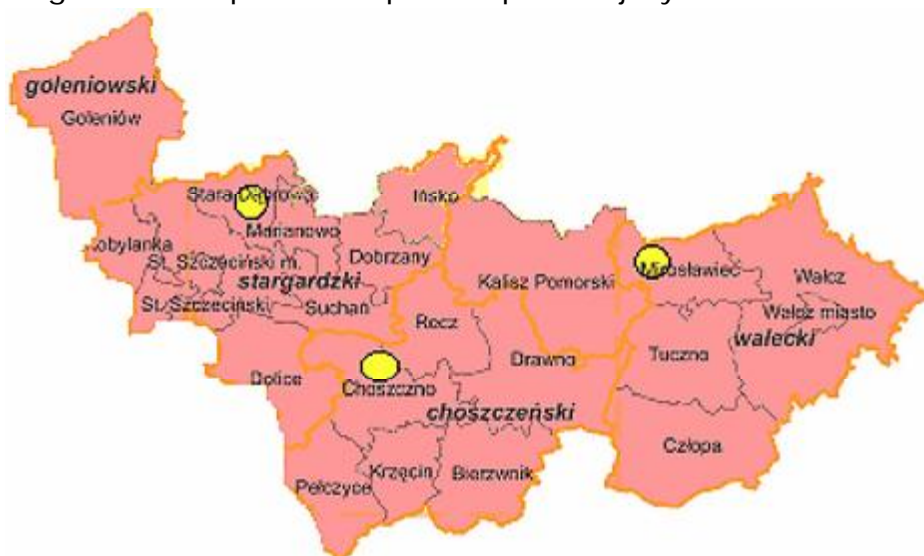 goleniowski
Goleniów
Stara Dąbrowa
Marianowo
Ińsko
obylanka
St. Szczeciński m.
Dobrzany
stargardzki
St. Szczeciński
Suchań
Recz
Kalisz Pomorski
Mirosławiec
Wałcz
Wałcz miasto
wałecki
Tuczno
Drawno
Dolice
Choszczno
choszczeński
Człopa
Pełczyce
Krzęcin
Bierzwnik